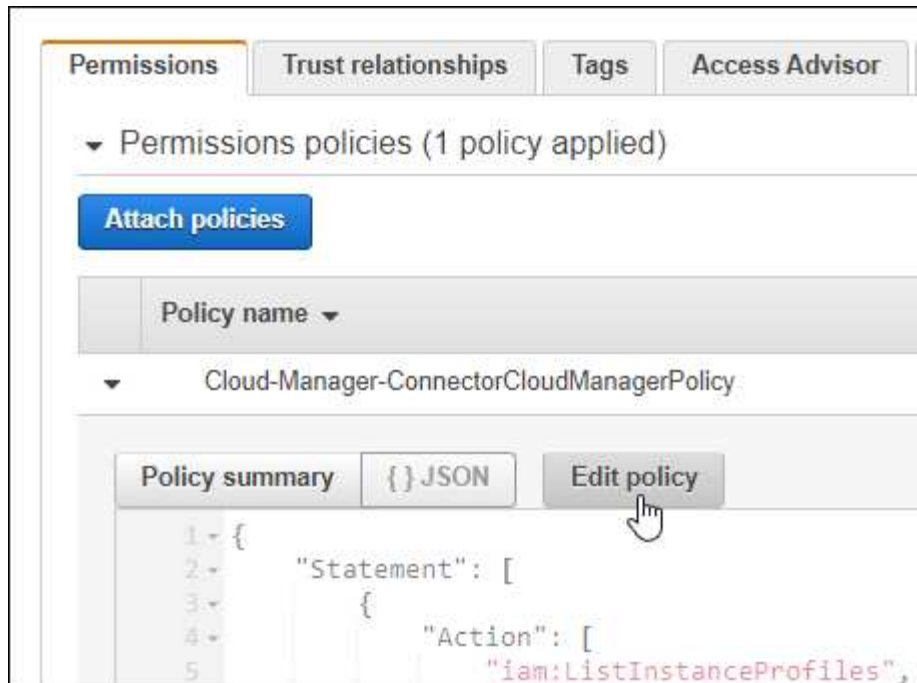 Permissions Trust relationships Tags Access Advisor
Permissions policies (1 policy applied)
Attach policies
Policy name
Cloud-Manager-ConnectorCloudManagerPolicy
Policy summary { } JSON Edit policy
1 {
2 "Statement": [
3 {
4 "Action": [
5 "iam:ListInstanceProfiles",